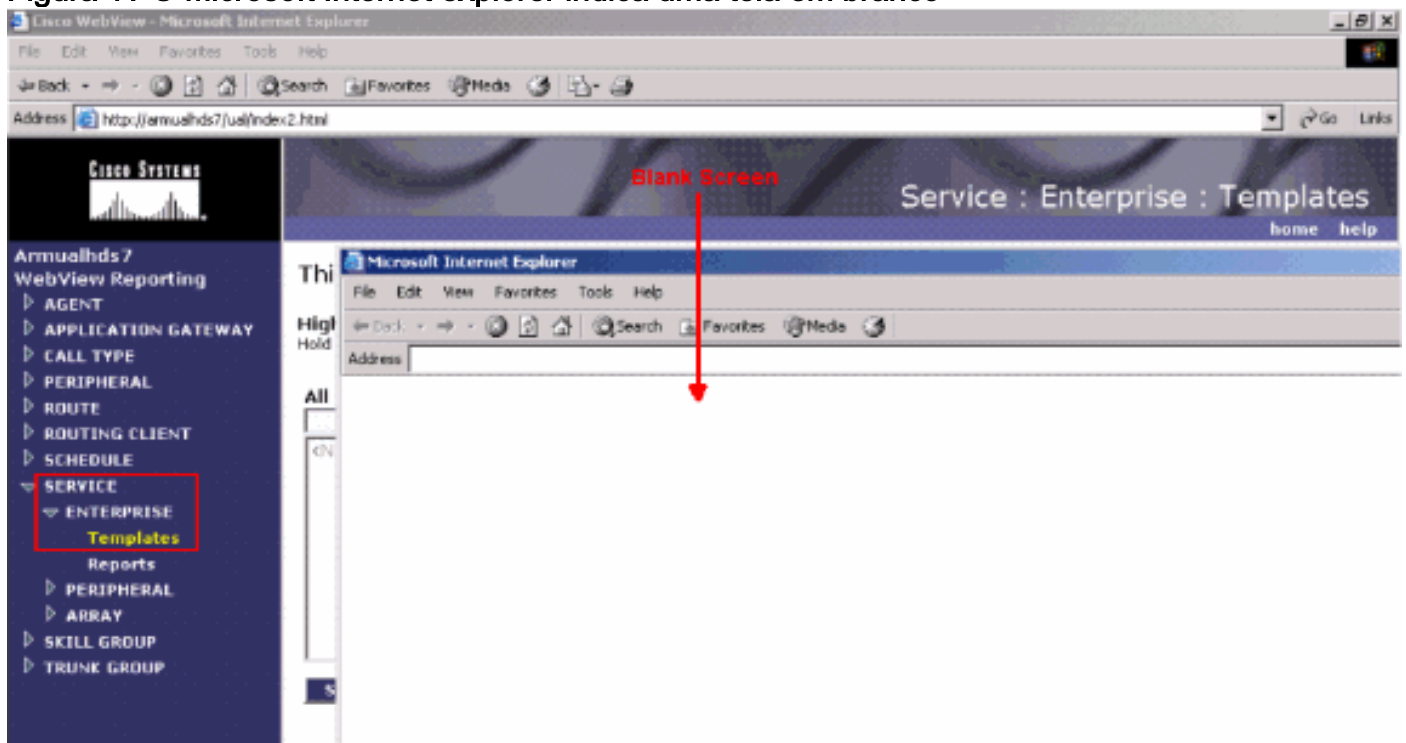 Cisco WebView - Microsoft Internet Explorer
File Edit View Favorites Tools Help
Back Search Favorites Media
Address http://armualhds7/ual/index2.html Go Links
CISCO SYSTEMS
Blank Screen
Service : Enterprise : Templates
home help
Armualhds7
WebView Reporting
AGENT
APPLICATION GATEWAY
CALL TYPE
PERIPHERAL
ROUTE
ROUTING CLIENT
SCHEDULE
SERVICE
ENTERPRISE
Templates
Reports
PERIPHERAL
ARRAY
SKILL GROUP
TRUNK GROUP
Thi
Higl
Hold
All
<N
S
Microsoft Internet Explorer
File Edit View Favorites Tools Help
Back Search Favorites Media
Address